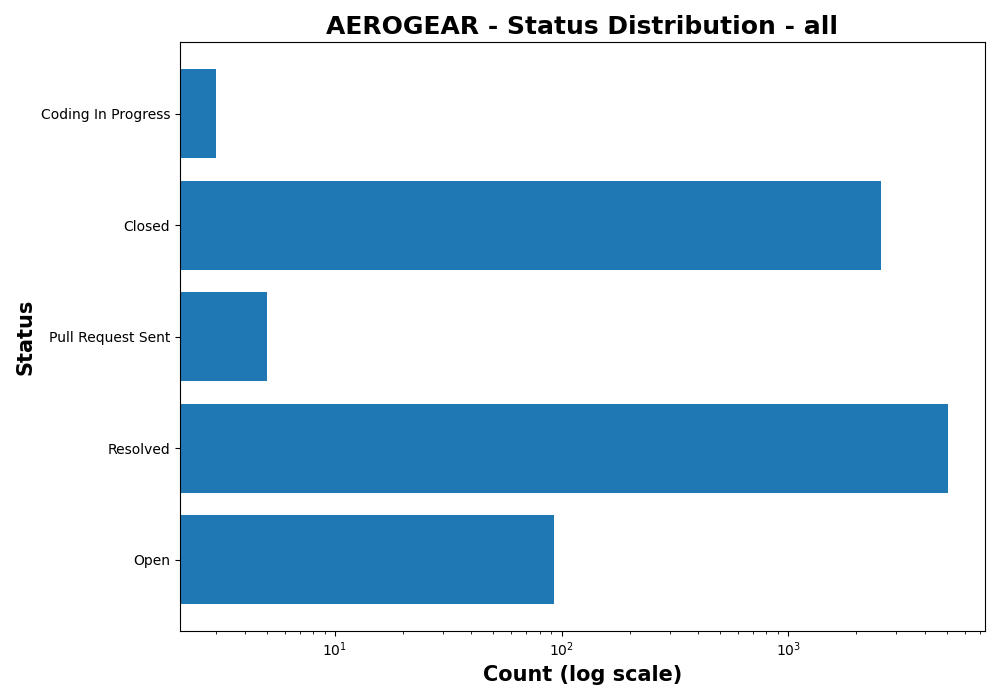 AEROGEAR - Status Distribution - all
Coding In Progress
Closed
Pull Request Sent
Resolved
Open
Status
10¹
10²
10³
Count (log scale)